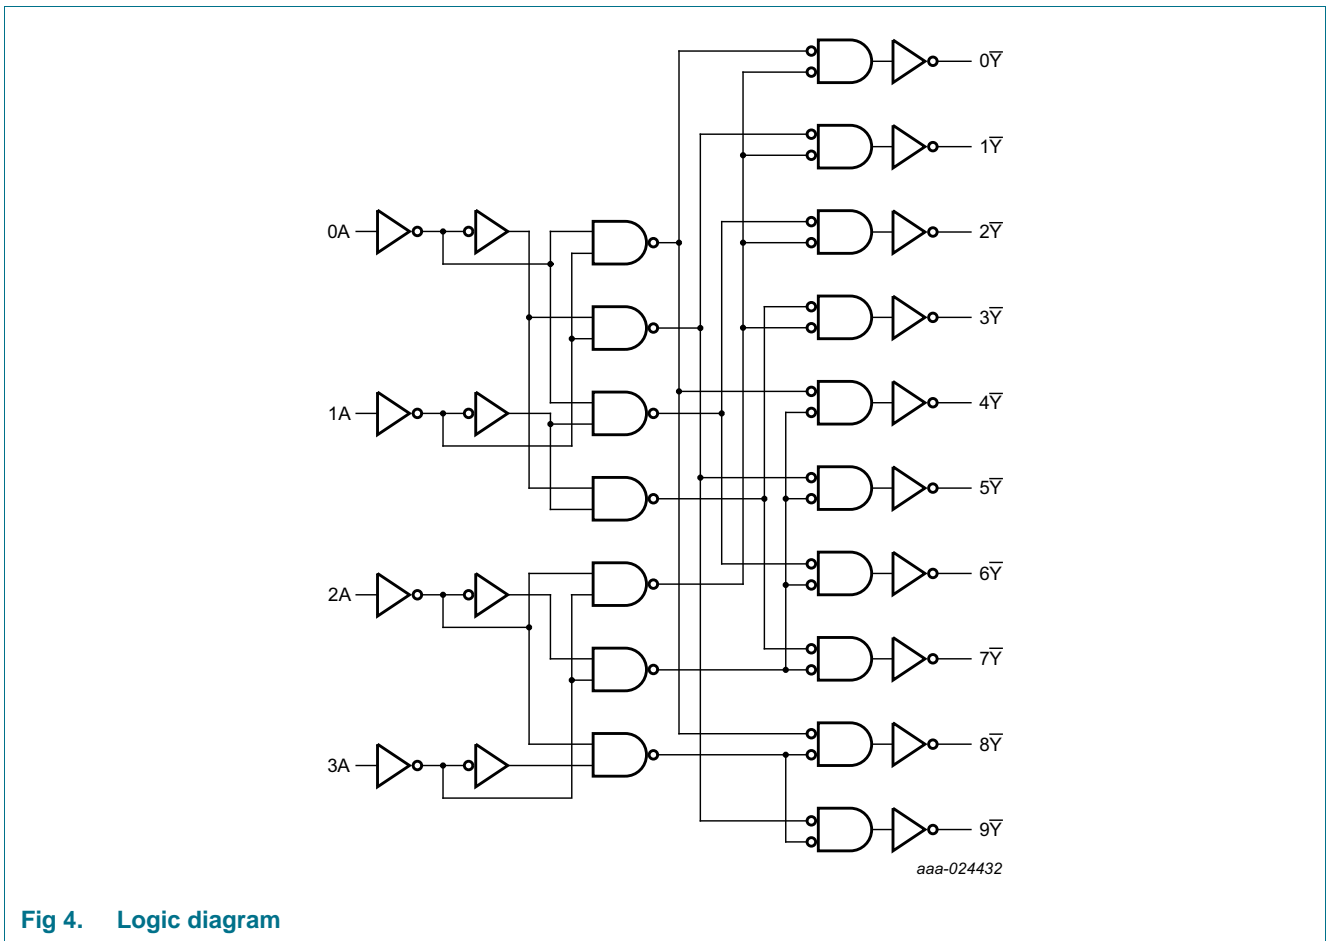 0Y̅
1Y̅
2Y̅
0A
3Y̅
1A
4Y̅
5Y̅
2A
6Y̅
7Y̅
3A
8Y̅
9Y̅
aaa-024432
Fig 4. Logic diagram